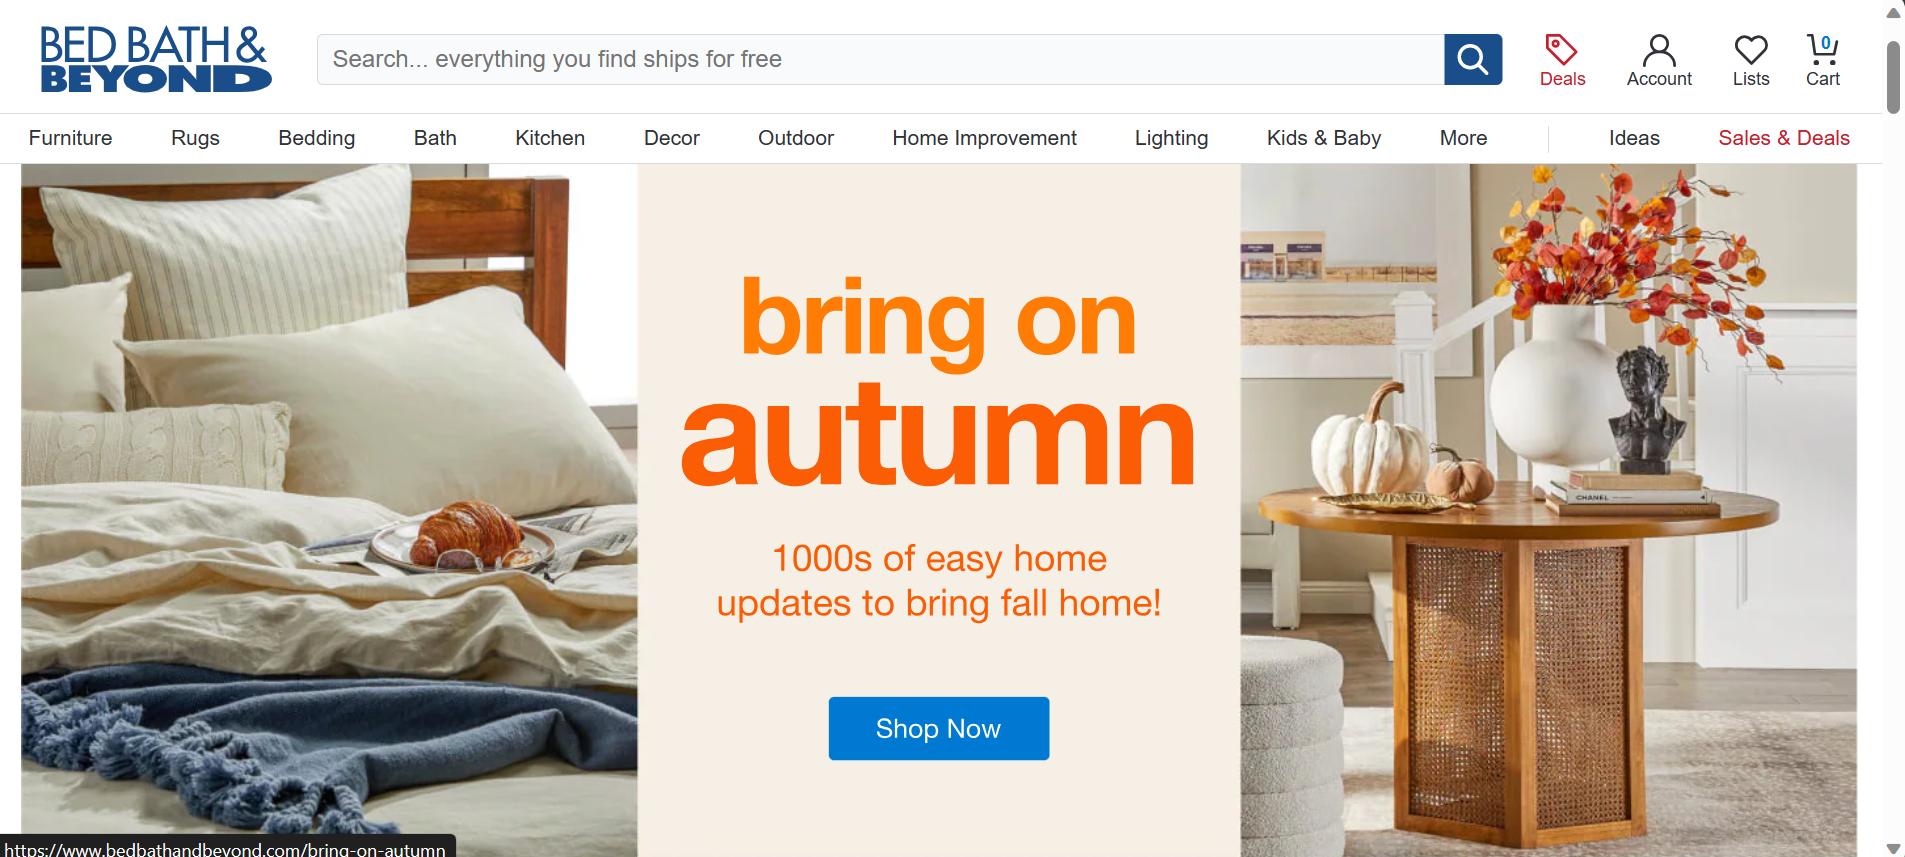 BED BATH &
BEYOND
Search... everything you find ships for free
Deals
Account
Lists
0
Cart
Furniture
Rugs
Bedding
Bath
Kitchen
Decor
Outdoor
Home Improvement
Lighting
Kids & Baby
More
Ideas
Sales & Deals
bring on
autumn
1000s of easy home
updates to bring fall home!
Shop Now
CHANEL
https://www.bedbathandbeyond.com/bring-on-autumn